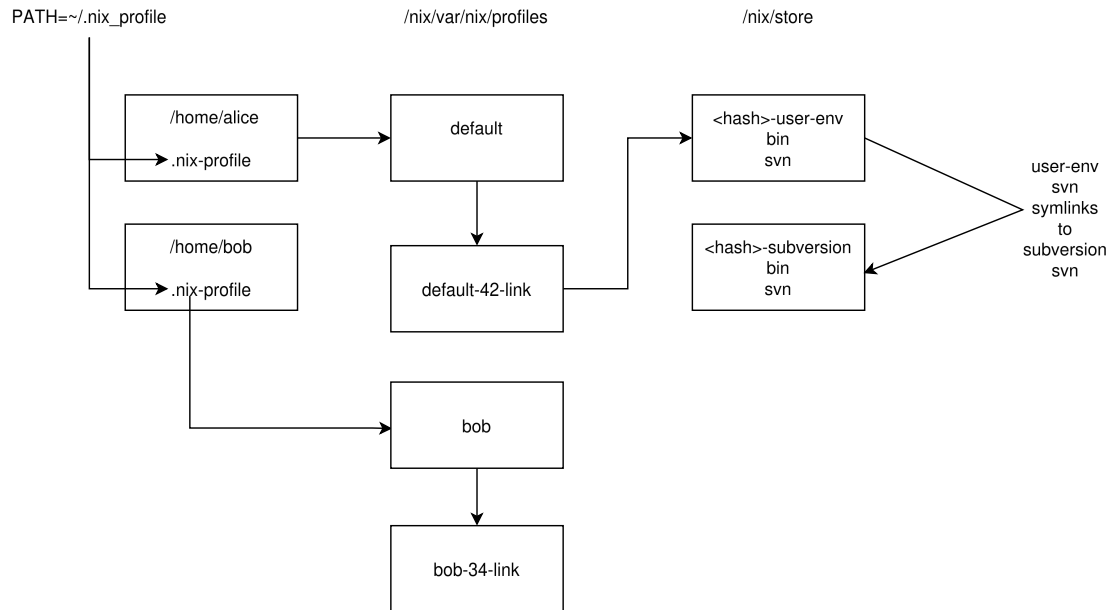 PATH=~/.nix_profile
/nix/var/nix/profiles
/nix/store
/home/alice
.nix-profile
default
<hash>-user-env
bin
svn
user-env
svn
symlinks
to
subversion
svn
/home/bob
.nix-profile
default-42-link
<hash>-subversion
bin
svn
bob
bob-34-link